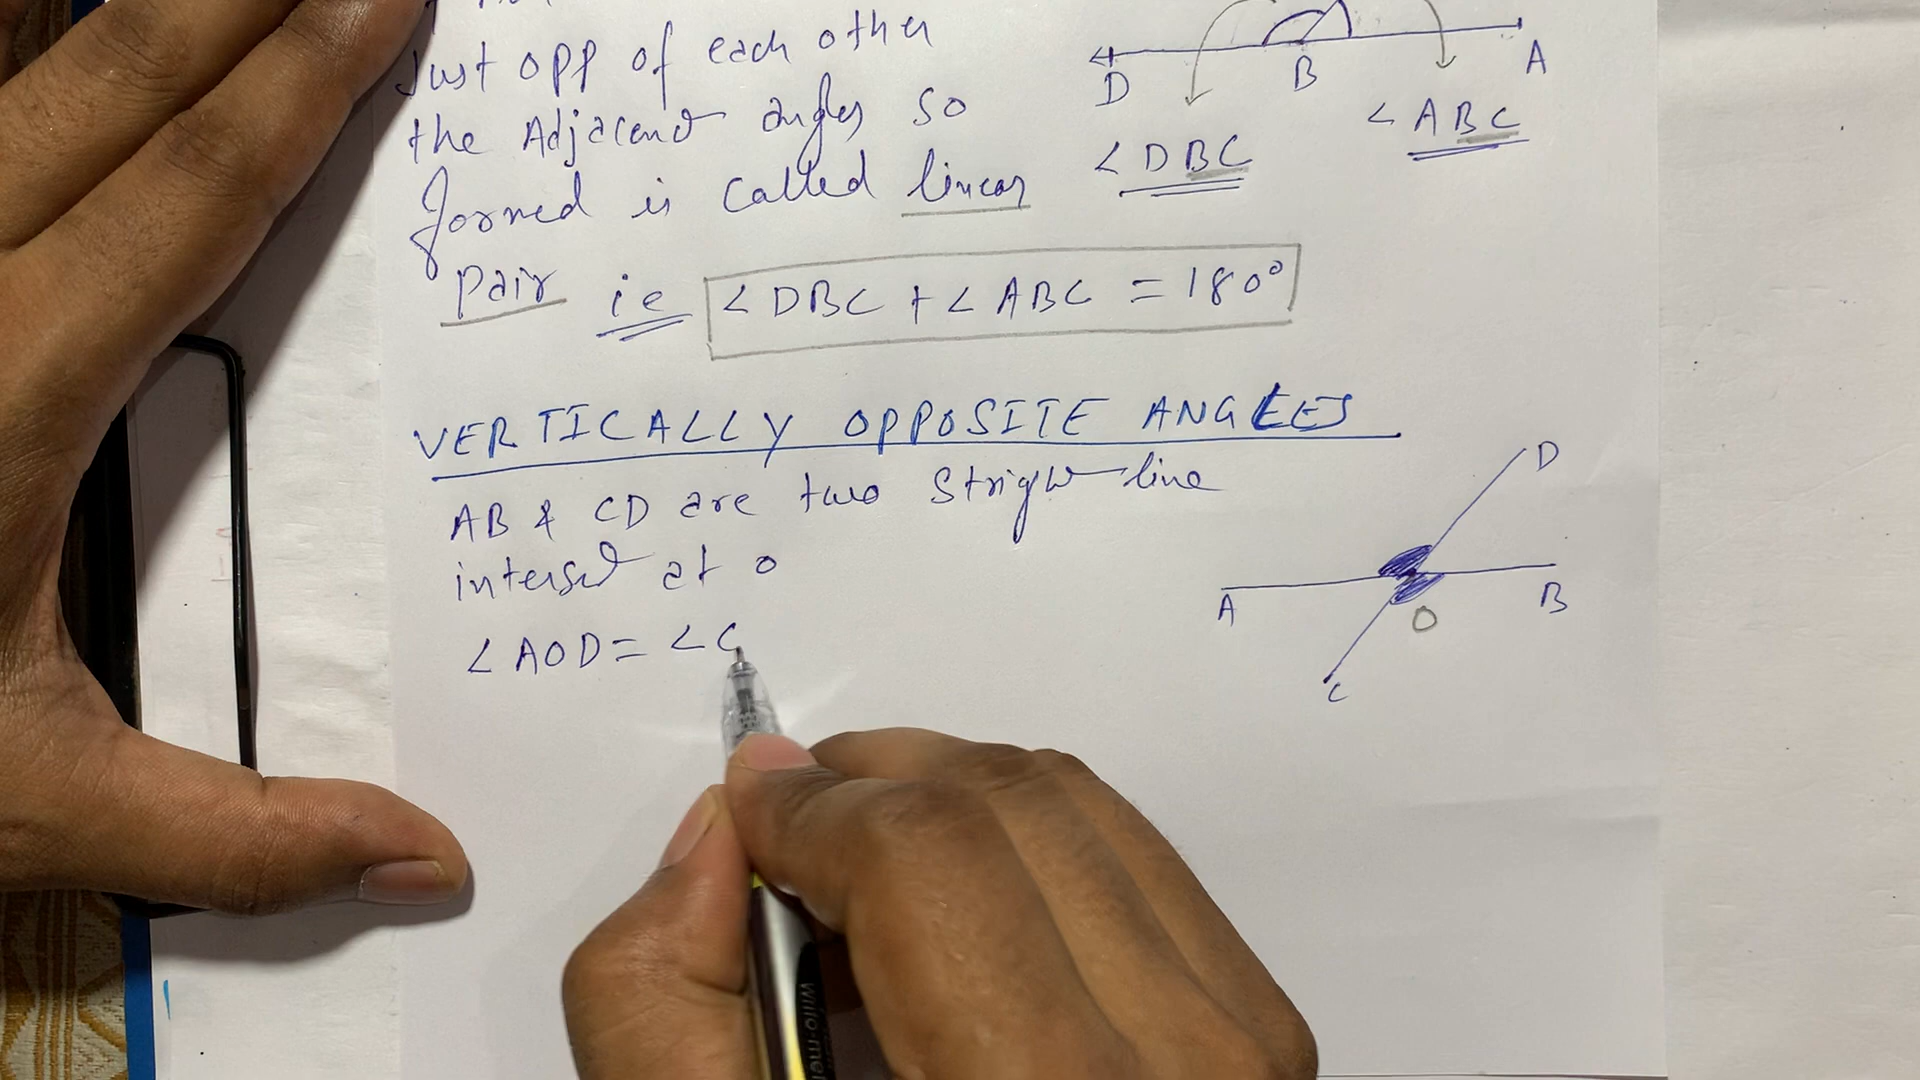 Just opp of each other
the Adjacent angles so
formed is called linear
pair ie ∠DBC + ∠ABC = 180°
D B A
∠DBC ∠ABC
VERTICALLY OPPOSITE ANGLES
AB & CD are two Stright line
intersect at o
∠AOD = ∠C
D
A B
O
C